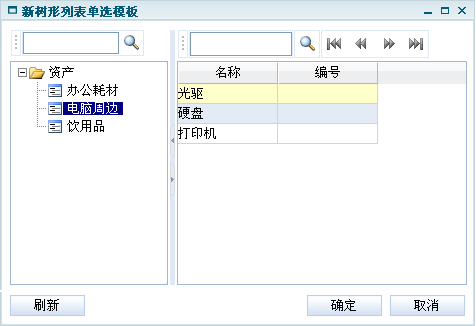 新树形列表单选模板
资产
办公耗材
电脑周边
饮用品
名称 编号
光驱
硬盘
打印机
刷新 确定 取消